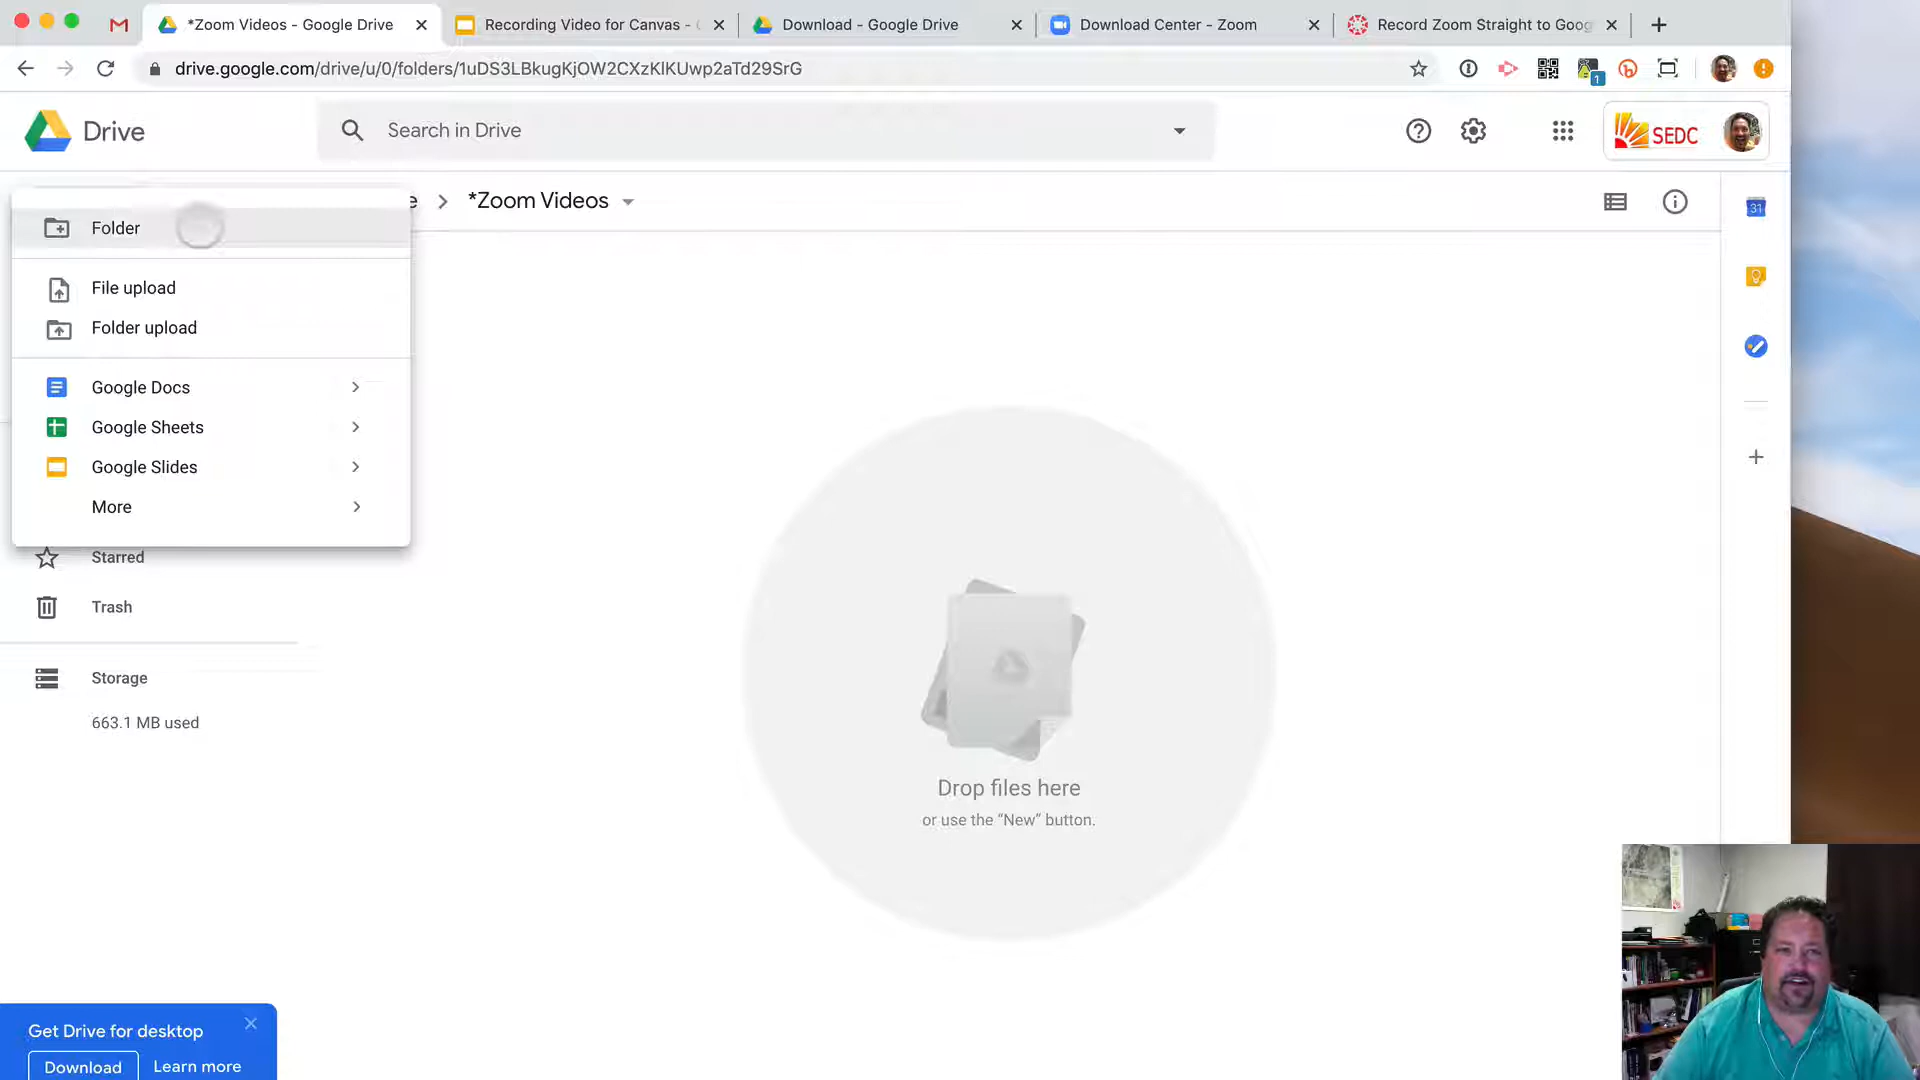 *Zoom Videos - Google Drive
Recording Video for Canvas -
Download - Google Drive
Download Center - Zoom
Record Zoom Straight to Goog
drive.google.com/drive/u/0/folders/1uDS3LBkugKjOW2CXzKlKUwp2aTd29SrG
1
Drive
Search in Drive
SEDC
e
*Zoom Videos
31
Folder
File upload
Folder upload
Google Docs
Google Sheets
Google Slides
More
Starred
Trash
Storage
663.1 MB used
Drop files here
or use the “New” button.
Get Drive for desktop
Download
Learn more